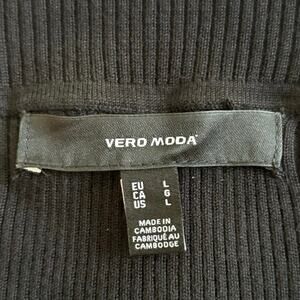 VERO MODA
EU L
CA G
US L
MADE IN
CAMBODIA
FABRIQUÉ AU
CAMBODGE